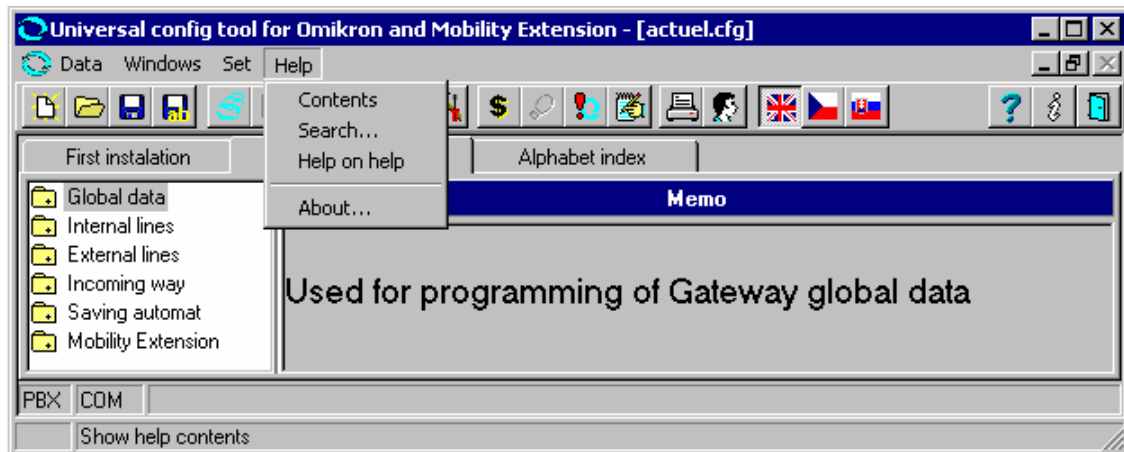 Universal config tool for Omikron and Mobility Extension - [actuel.cfg]
Data Windows Set Help
Contents
Search...
Help on help
About...
First instalation
Alphabet index
Global data
Internal lines
External lines
Incoming way
Saving automat
Mobility Extension
Memo
Used for programming of Gateway global data
PBX COM
Show help contents